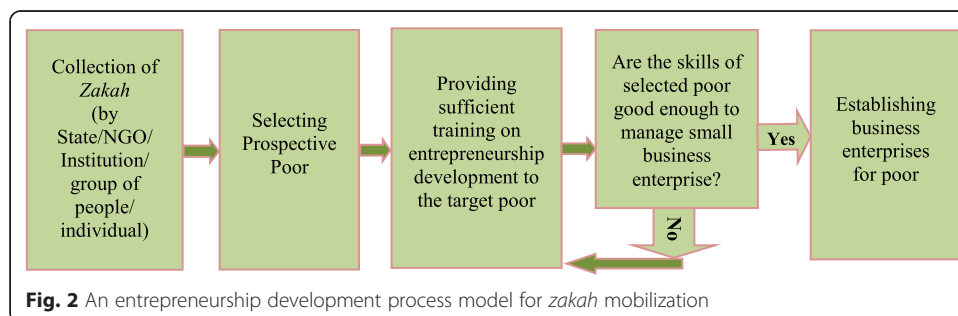 Collection of
Zakah
(by
State/NGO/
Institution/
group of
people/
individual)
Selecting
Prospective
Poor
Providing
sufficient
training on
entrepreneurship
development to
the target poor
Are the skills of
selected poor
good enough to
manage small
business
enterprise?
Yes
No
Establishing
business
enterprises
for poor
Fig. 2 An entrepreneurship development process model for zakah mobilization